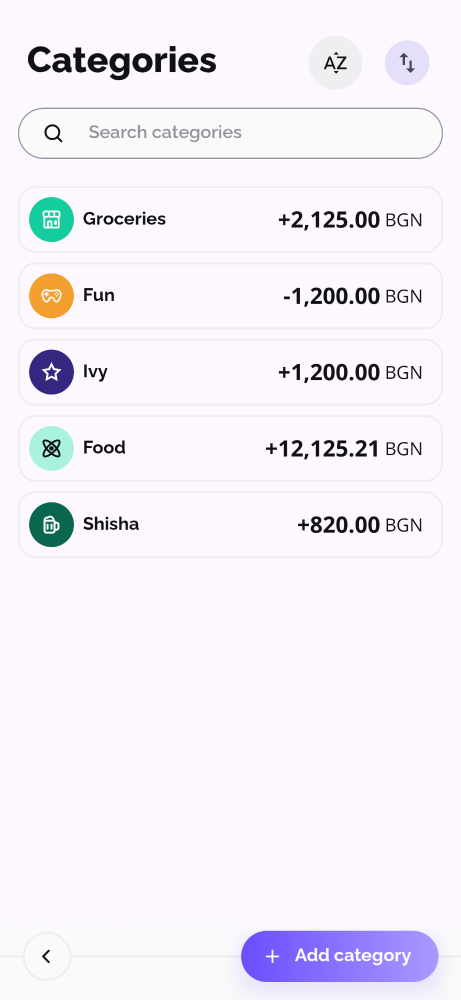 Categories
AZ
Search categories
Groceries +2,125.00 BGN
Fun -1,200.00 BGN
Ivy +1,200.00 BGN
Food +12,125.21 BGN
Shisha +820.00 BGN
Add category